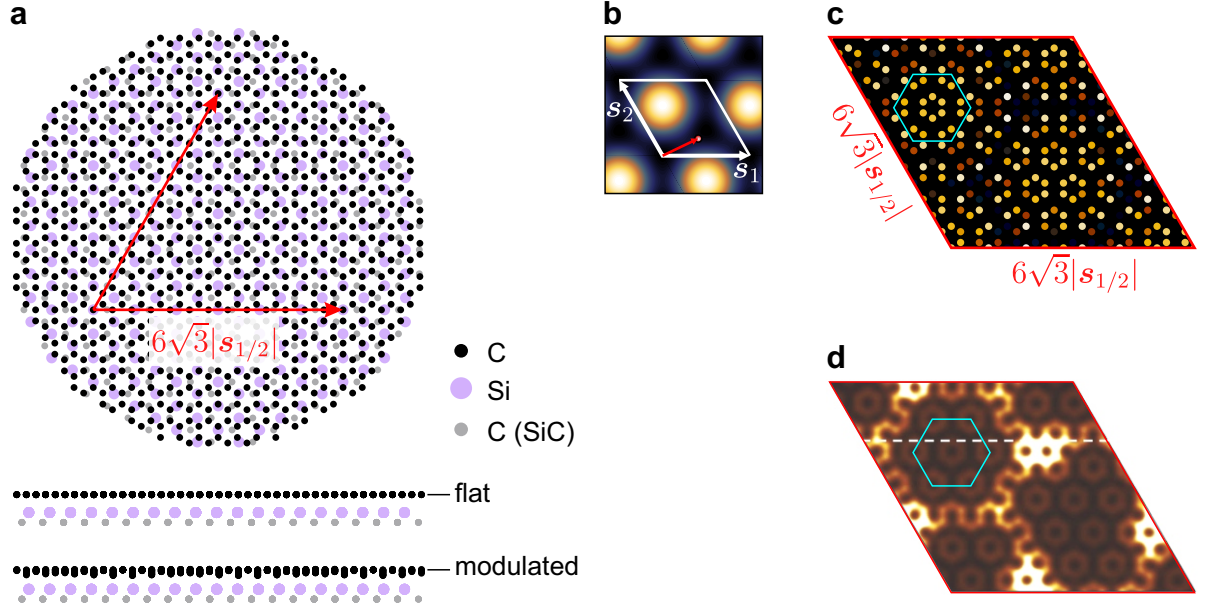 a
6√3|s₁/₂|
C
Si
C (SiC)
flat
modulated
b
s₂
s₁
c
6√3|s₁/₂|
6√3|s₁/₂|
d